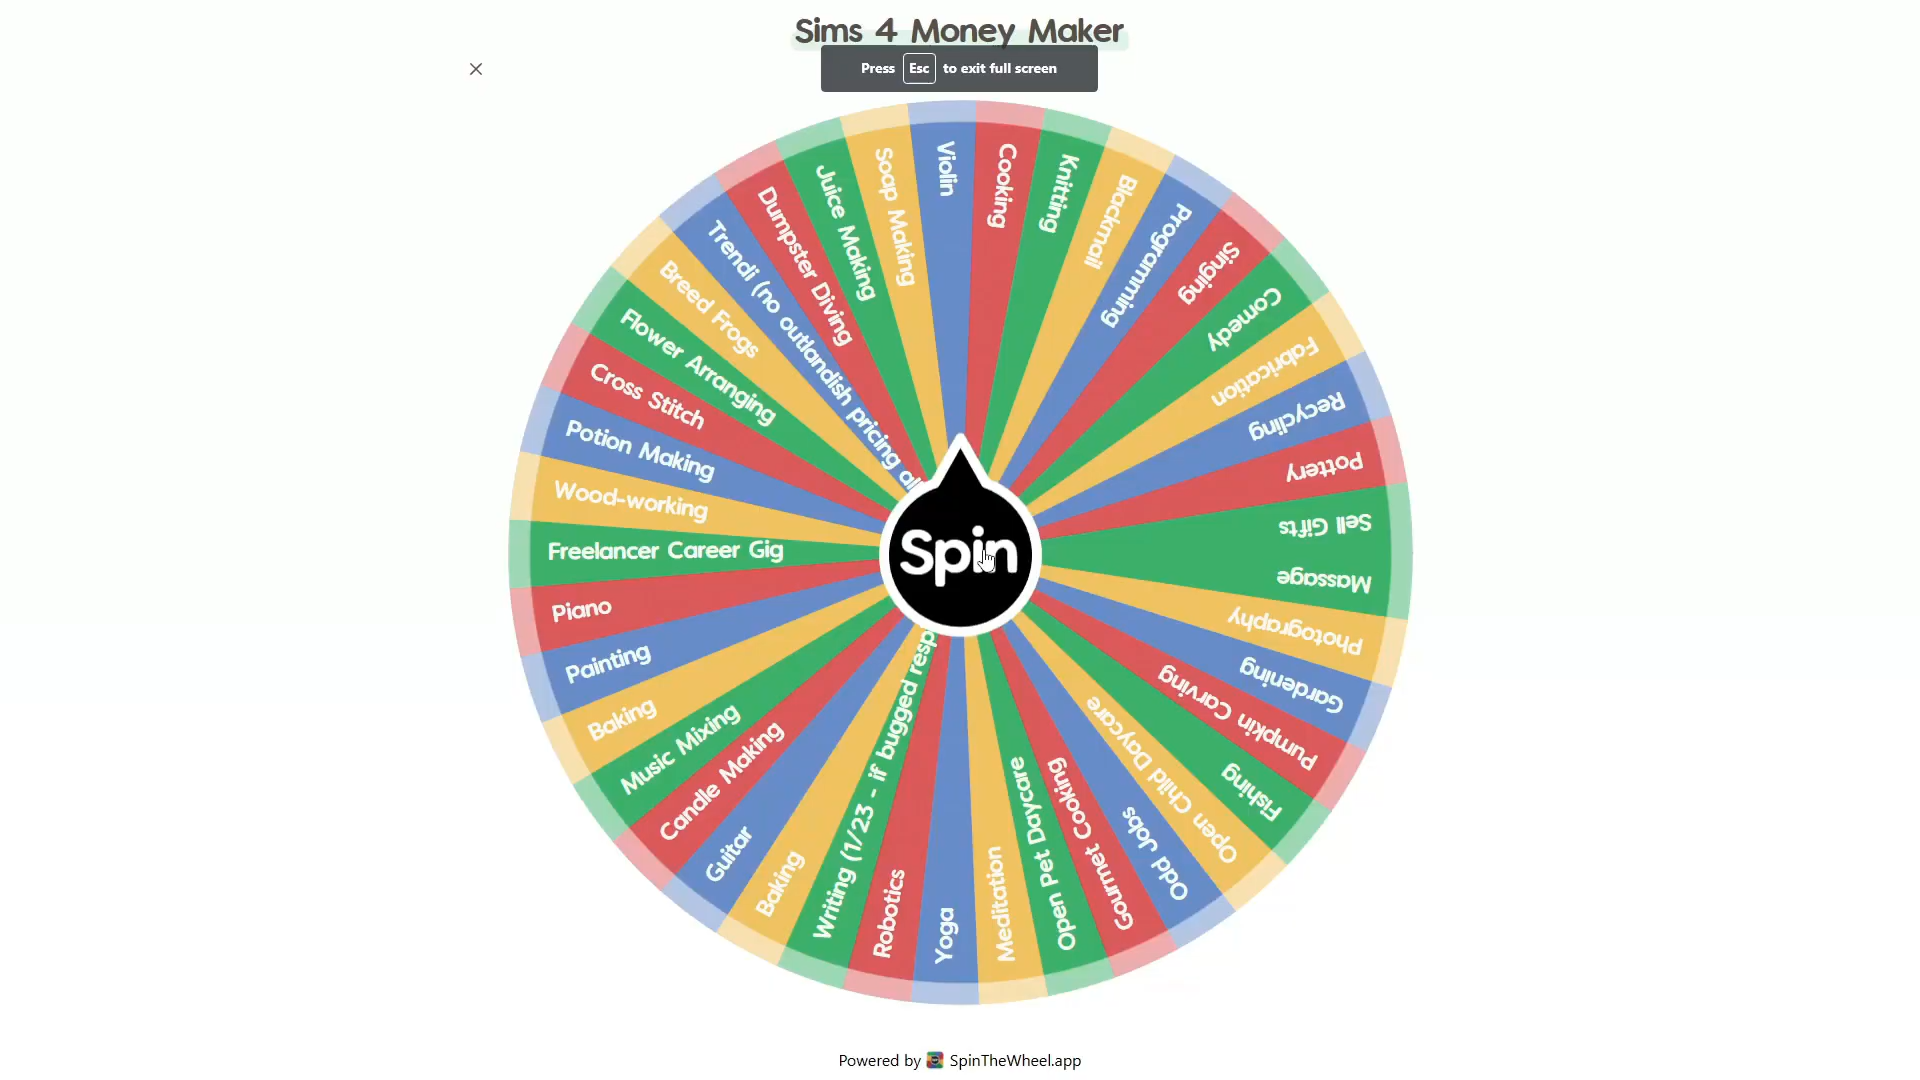 Sims 4 Money Maker
Press Esc to exit full screen
Violin
Cooking
Knitting
Blackmail
Programming
Singing
Comedy
Fabrication
Recycling
Pottery
Sell Gifts
Massage
Photography
Gardening
Pumpkin Carving
Fishing
Open Child Daycare
Odd Jobs
Gourmet Cooking
Open Pet Daycare
Meditation
Yoga
Robotics
Writing (1/23 - if bugged resp
Baking
Guitar
Candle Making
Music Mixing
Baking
Painting
Piano
Freelancer Career Gig
Wood-working
Potion Making
Cross Stitch
Flower Arranging
Breed Frogs
Trendi (no outlandish pricing al
Dumpster Diving
Juice Making
Soap Making
Spin
Powered by SpinTheWheel.app